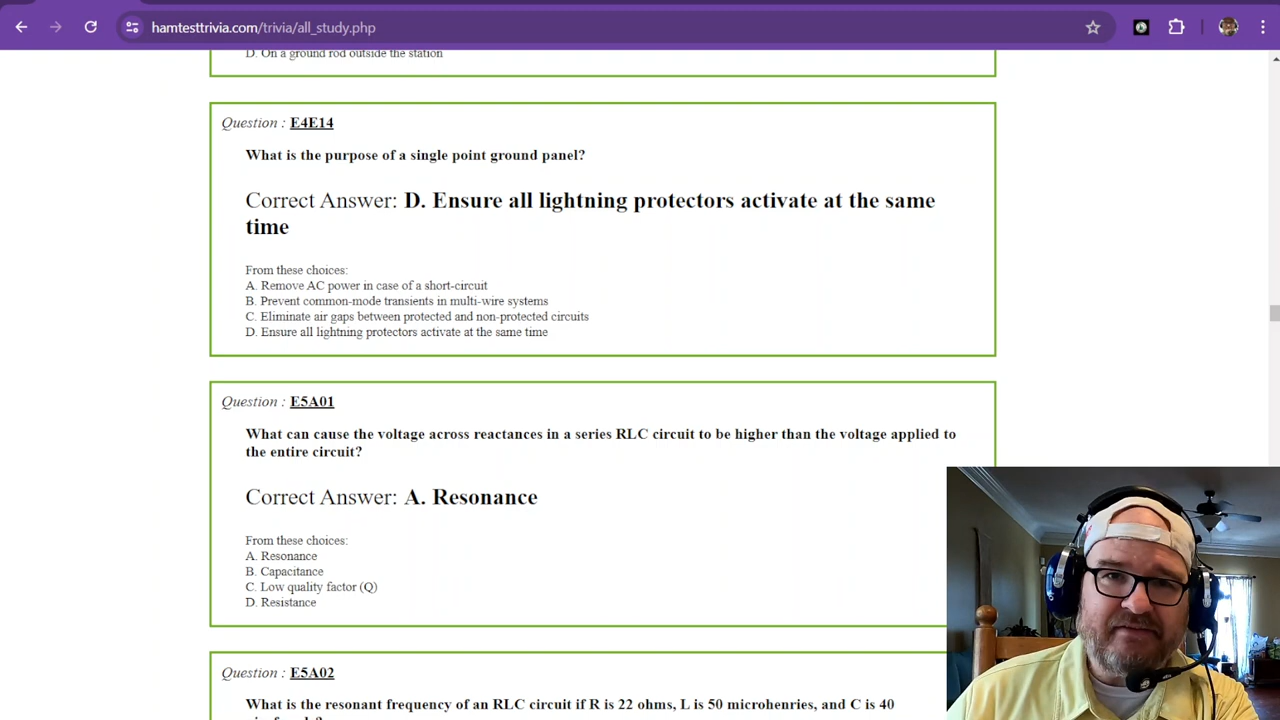 hamtesttrivia.com/trivia/all_study.php
D. On a ground rod outside the station
Question : E4E14
What is the purpose of a single point ground panel?
Correct Answer: D. Ensure all lightning protectors activate at the same
time
From these choices:
A. Remove AC power in case of a short-circuit
B. Prevent common-mode transients in multi-wire systems
C. Eliminate air gaps between protected and non-protected circuits
D. Ensure all lightning protectors activate at the same time
Question : E5A01
What can cause the voltage across reactances in a series RLC circuit to be higher than the voltage applied to
the entire circuit?
Correct Answer: A. Resonance
From these choices:
A. Resonance
B. Capacitance
C. Low quality factor (Q)
D. Resistance
Question : E5A02
What is the resonant frequency of an RLC circuit if R is 22 ohms, L is 50 microhenries, and C is 40